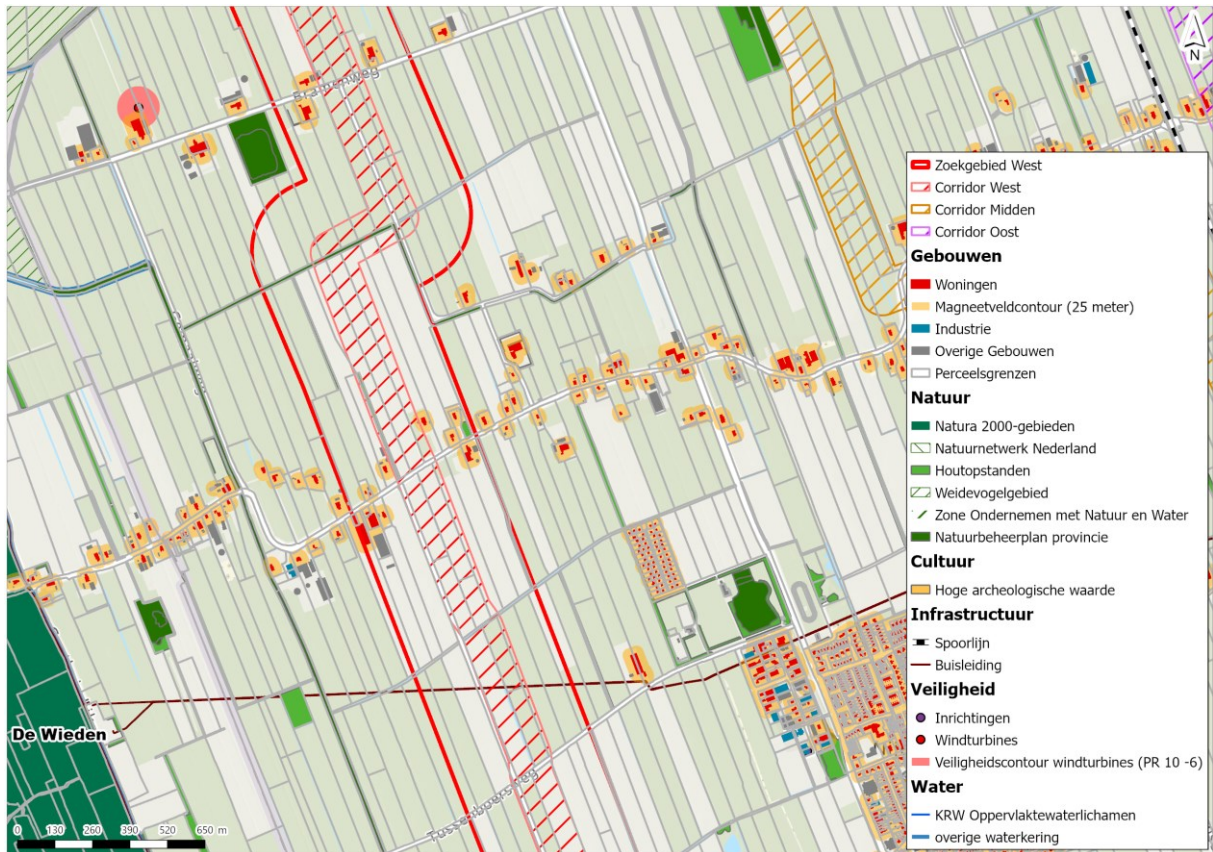 N
Zoekgebied West
Corridor West
Corridor Midden
Corridor Oost
Gebouwen
Woningen
Magneetveldcontour (25 meter)
Industrie
Overige Gebouwen
Perceelsgrenzen
Natuur
Natura 2000-gebieden
Natuurnetwerk Nederland
Houtopstanden
Weidevogelgebied
Zone Ondernemen met Natuur en Water
Natuurbeheerplan provincie
Cultuur
Hoge archeologische waarde
Infrastructuur
Spoorlijn
Buisleiding
Veiligheid
Inrichtingen
Windturbines
Veiligheidscontour windturbines (PR 10 -6)
Water
KRW Oppervlaktewaterlichamen
overige waterkering
De Wieden
0 130 260 390 520 650 m